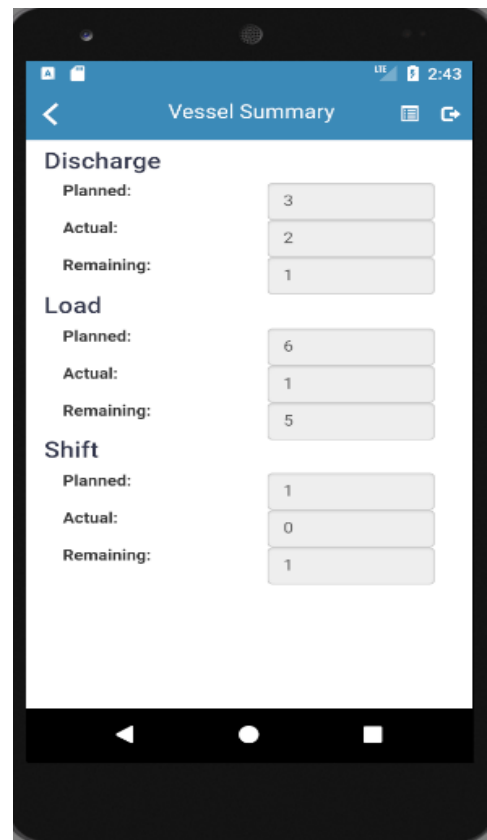 A
LTE
2:43
Vessel Summary
Discharge
Planned:
3
Actual:
2
Remaining:
1
Load
Planned:
6
Actual:
1
Remaining:
5
Shift
Planned:
1
Actual:
0
Remaining:
1